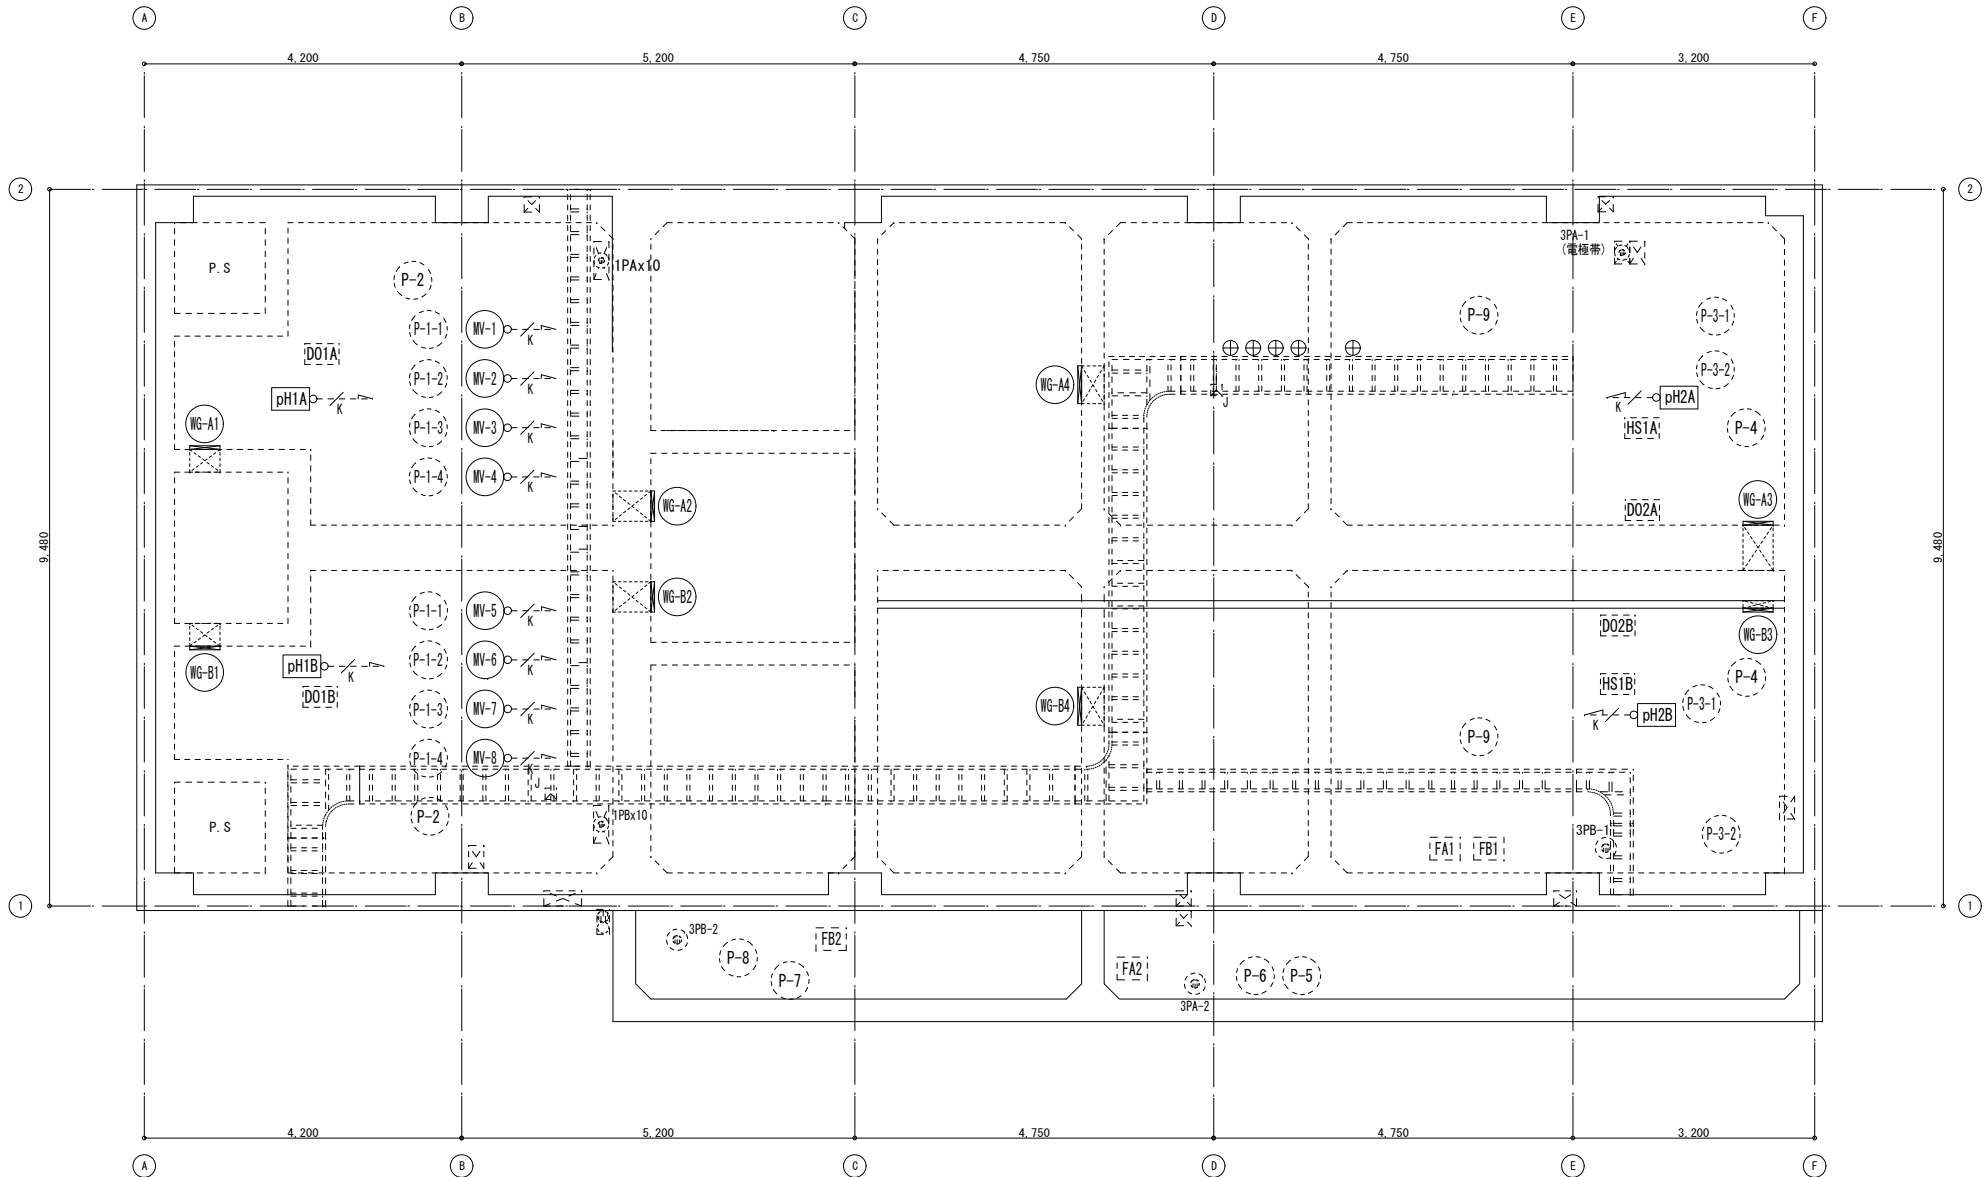 A B C D E F
4,200 5,200 4,750 4,750 3,200
2 2
3PA-1
(電極帯)
P.S P-2 1PAx10
P-9 P-3-1
P-1-1 MV-1 K
DO1A
P-1-2 MV-2 K WG-A4 P-3-2
pH1A K J K pH2A
WG-A1 P-1-3 MV-3 K HS1A P-4
P-1-4 MV-4 K
WG-A2 DO2A WG-A3
9,480 9,480
WG-B2
P-1-1 MV-5 K DO2B WG-B3
pH1B K P-1-2 MV-6 K
WG-B1 DO1B HS1B P-4
P-1-3 MV-7 K WG-B4 P-3-1
K pH2B
P-9
P-1-4 MV-8 K
J
P-2 1PBx10
P.S 3PB-1 P-3-2
FA1 FB1
1 1
3PB-2 FB2
P-8 FA2
P-7 P-6 P-5
3PA-2
4,200 5,200 4,750 4,750 3,200
A B C D E F